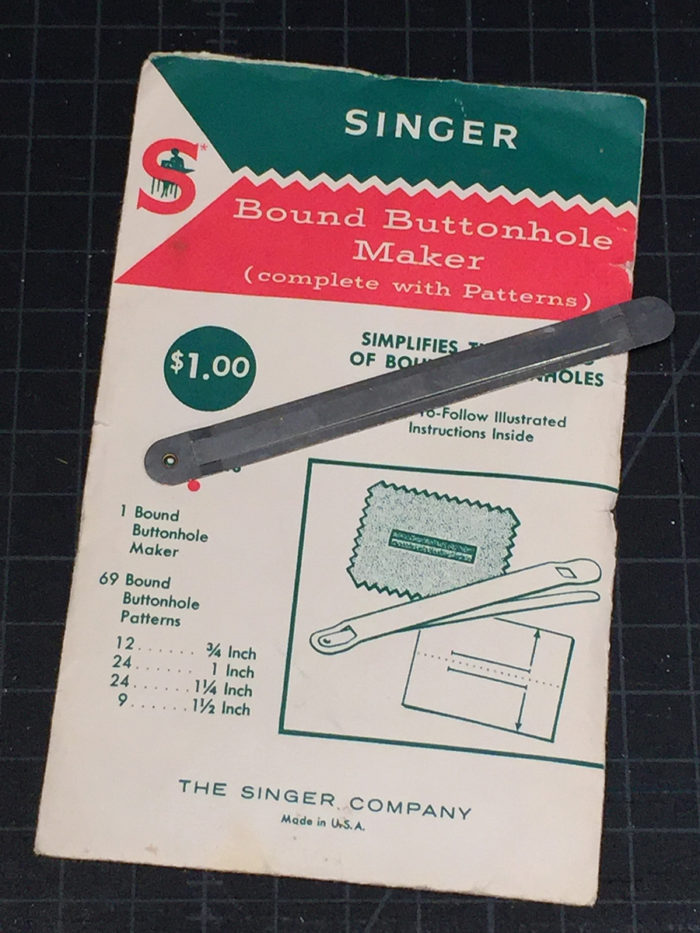 SINGER
S*
Bound Buttonhole
Maker
(complete with Patterns)
$1.00
SIMPLIFIES
OF
HOLES
-Follow Illustrated
Instructions Inside
1 Bound
Buttonhole
Maker
69 Bound
Buttonhole
Patterns
12 . . . . . . . ¾ Inch
24 . . . . . . . 1 Inch
24 . . . . . . 1¼ Inch
9 . . . . . . 1½ Inch
THE SINGER COMPANY
Made in U.S.A.